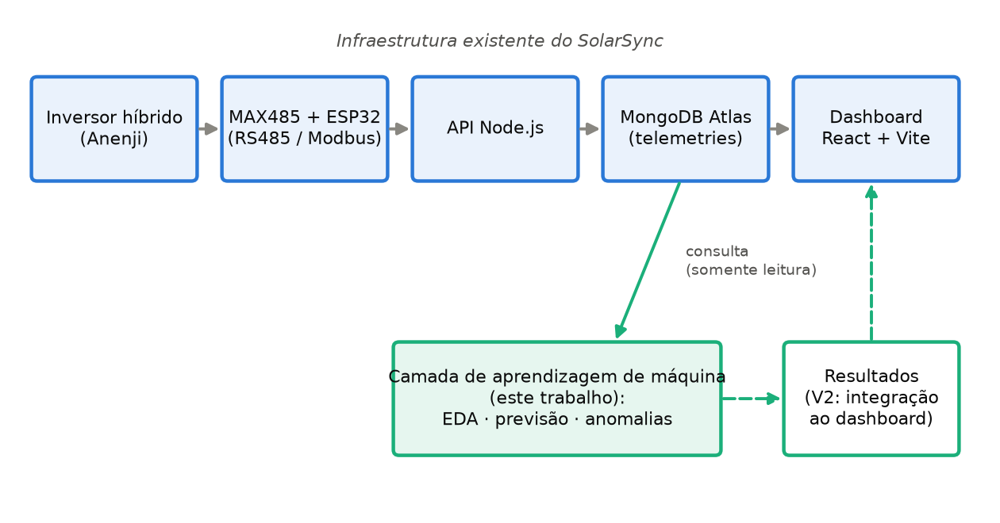 Infraestrutura existente do SolarSync
Inversor híbrido
(Anenji)
MAX485 + ESP32
(RS485 / Modbus)
API Node.js
MongoDB Atlas
(telemetries)
Dashboard
React + Vite
consulta
(somente leitura)
Camada de aprendizagem de máquina
(este trabalho):
EDA · previsão · anomalias
Resultados
(V2: integração
ao dashboard)